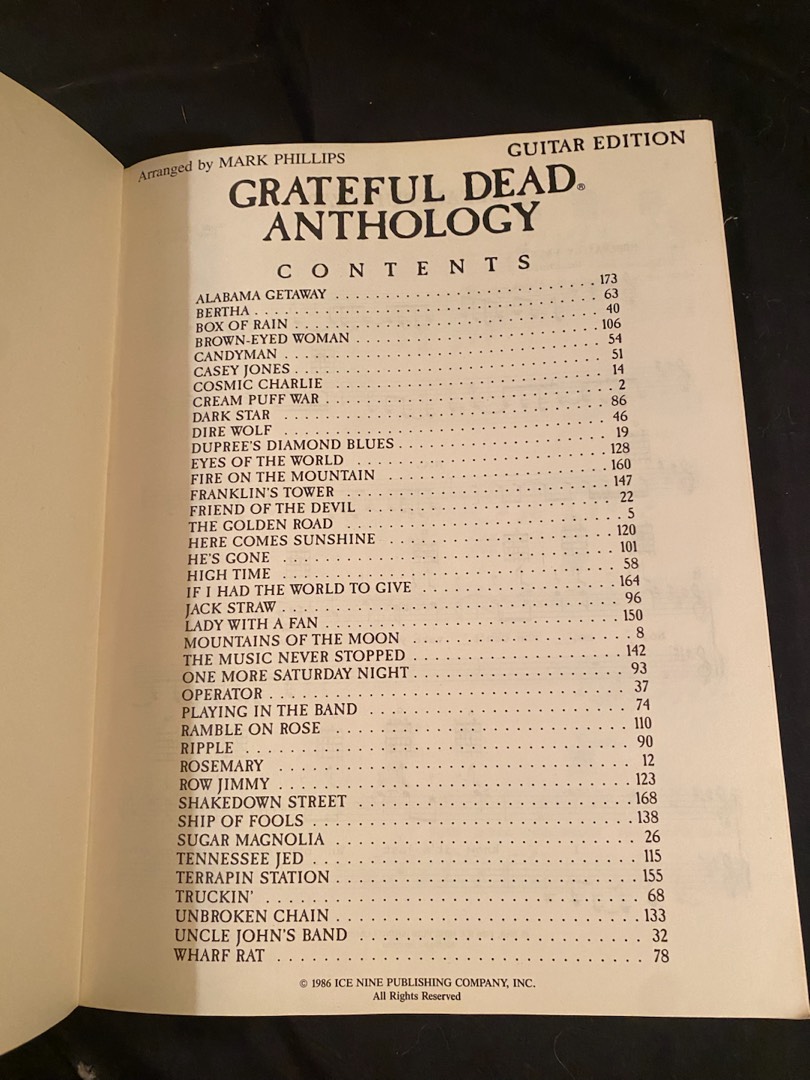 Arranged by MARK PHILLIPS
GUITAR EDITION
GRATEFUL DEAD®
ANTHOLOGY
CONTENTS
ALABAMA GETAWAY . . . . . . . . 173
BERTHA . . . . . . . . 63
BOX OF RAIN . . . . . . . . 40
BROWN-EYED WOMAN . . . . . . . . 106
CANDYMAN . . . . . . . . 54
CASEY JONES . . . . . . . . 51
COSMIC CHARLIE . . . . . . . . 14
CREAM PUFF WAR . . . . . . . . 2
DARK STAR . . . . . . . . 86
DIRE WOLF . . . . . . . . 46
DUPREE'S DIAMOND BLUES . . . . . . . . 19
EYES OF THE WORLD . . . . . . . . 128
FIRE ON THE MOUNTAIN . . . . . . . . 160
FRANKLIN'S TOWER . . . . . . . . 147
FRIEND OF THE DEVIL . . . . . . . . 22
THE GOLDEN ROAD . . . . . . . . 5
HERE COMES SUNSHINE . . . . . . . . 120
HE'S GONE . . . . . . . . 101
HIGH TIME . . . . . . . . 58
IF I HAD THE WORLD TO GIVE . . . . . . . . 164
JACK STRAW . . . . . . . . 96
LADY WITH A FAN . . . . . . . . 150
MOUNTAINS OF THE MOON . . . . . . . . 8
THE MUSIC NEVER STOPPED . . . . . . . . 142
ONE MORE SATURDAY NIGHT . . . . . . . . 93
OPERATOR . . . . . . . . 37
PLAYING IN THE BAND . . . . . . . . 74
RAMBLE ON ROSE . . . . . . . . 110
RIPPLE . . . . . . . . 90
ROSEMARY . . . . . . . . 12
ROW JIMMY . . . . . . . . 123
SHAKEDOWN STREET . . . . . . . . 168
SHIP OF FOOLS . . . . . . . . 138
SUGAR MAGNOLIA . . . . . . . . 26
TENNESSEE JED . . . . . . . . 115
TERRAPIN STATION . . . . . . . . 155
TRUCKIN' . . . . . . . . 68
UNBROKEN CHAIN . . . . . . . . 133
UNCLE JOHN'S BAND . . . . . . . . 32
WHARF RAT . . . . . . . . 78
© 1986 ICE NINE PUBLISHING COMPANY, INC.
All Rights Reserved